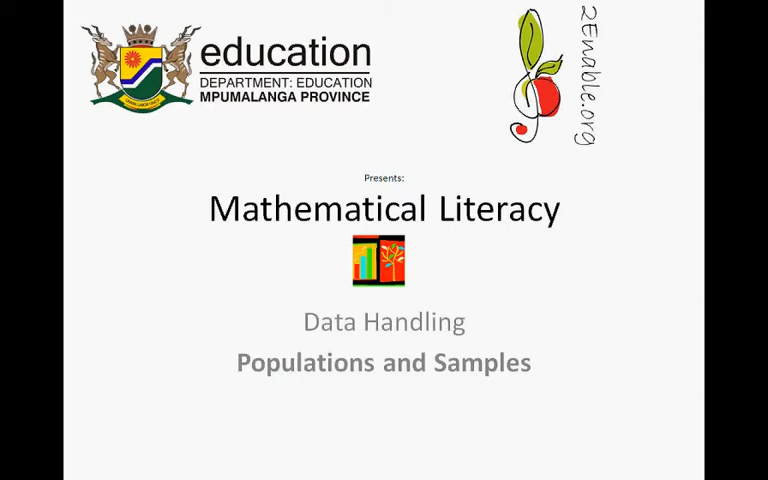 education
DEPARTMENT: EDUCATION
MPUMALANGA PROVINCE
2Enable.org
Presents:
Mathematical Literacy
Data Handling
Populations and Samples